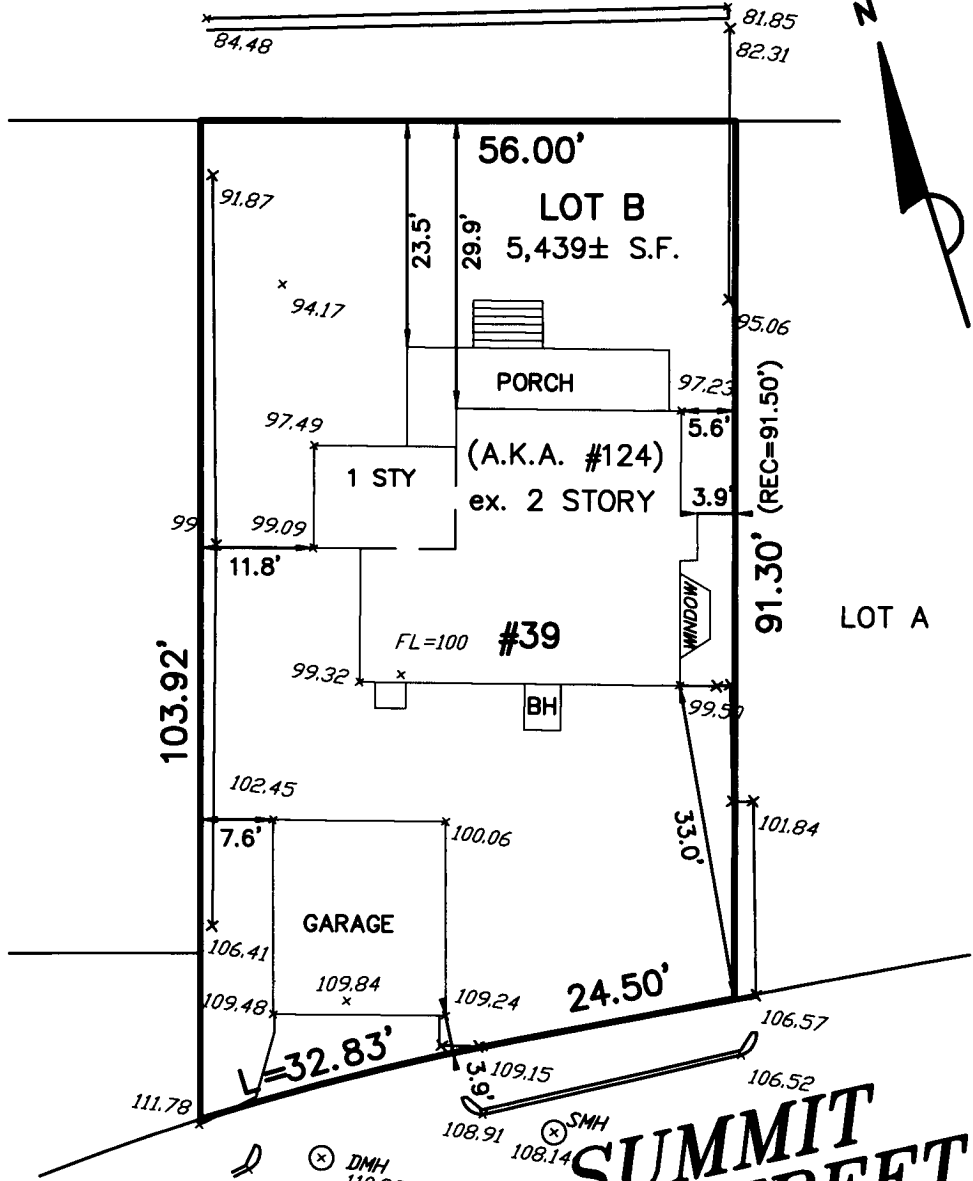 N
81.85
84.48
82.31
56.00'
91.87
LOT B
23.5'
29.9'
5,439± S.F.
94.17
95.06
PORCH
97.23
(REC=91.50')
97.49
5.6'
(A.K.A. #124)
1 STY
ex. 2 STORY
3.9'
99
99.09
11.8'
91.30'
WINDOW
LOT A
FL=100
#39
103.92'
99.32
99.50
BH
102.45
7.6'
100.06
33.0'
101.84
GARAGE
106.41
109.84
109.48
109.24
24.50'
106.57
L=32.83'
3.9'
109.15
106.52
111.78
108.91
SMH
108.14
SUMMIT
STREET
DMH